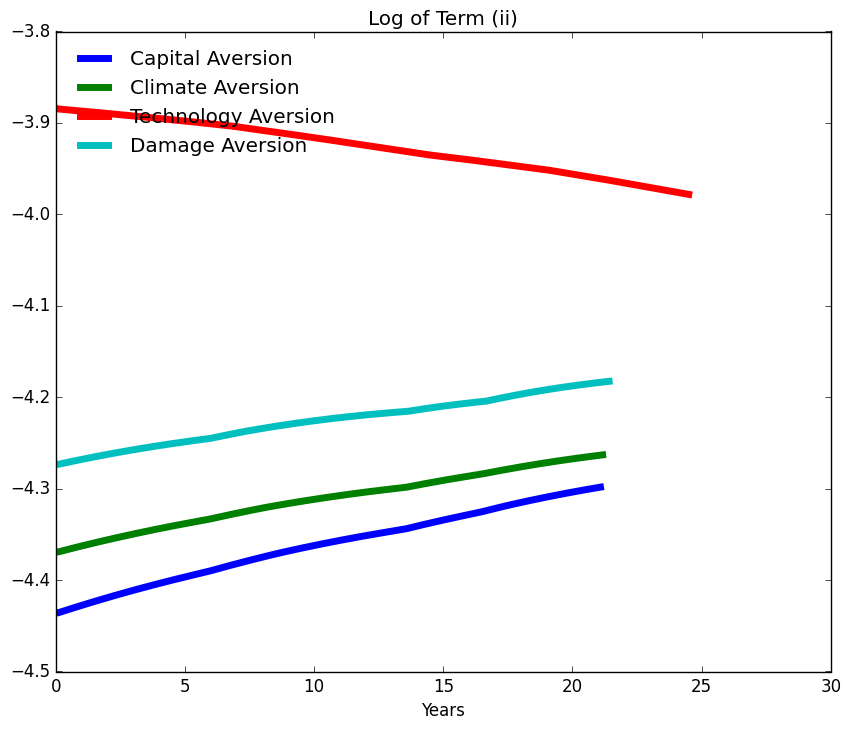 Log of Term (ii)
−3.8
−3.9
−4.0
−4.1
−4.2
−4.3
−4.4
−4.5
Capital Aversion
Climate Aversion
Technology Aversion
Damage Aversion
0 5 10 15 20 25 30
Years